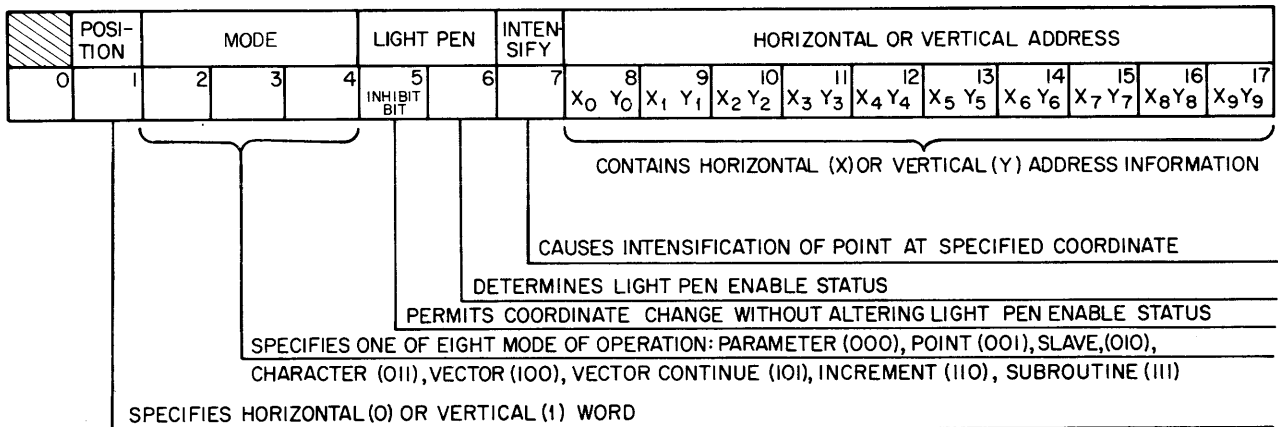 POSI-
TION
MODE
LIGHT PEN
INTEN-
SIFY
HORIZONTAL OR VERTICAL ADDRESS
0
1
2
3
4
5
INHIBIT
BIT
6
7
8
X0 Y0
9
X1 Y1
10
X2 Y2
11
X3 Y3
12
X4 Y4
13
X5 Y5
14
X6 Y6
15
X7 Y7
16
X8 Y8
17
X9 Y9
CONTAINS HORIZONTAL (X) OR VERTICAL (Y) ADDRESS INFORMATION
CAUSES INTENSIFICATION OF POINT AT SPECIFIED COORDINATE
DETERMINES LIGHT PEN ENABLE STATUS
PERMITS COORDINATE CHANGE WITHOUT ALTERING LIGHT PEN ENABLE STATUS
SPECIFIES ONE OF EIGHT MODE OF OPERATION: PARAMETER (000), POINT (001), SLAVE,(010),
CHARACTER (011), VECTOR (100), VECTOR CONTINUE (101), INCREMENT (110), SUBROUTINE (111)
SPECIFIES HORIZONTAL (0) OR VERTICAL (1) WORD